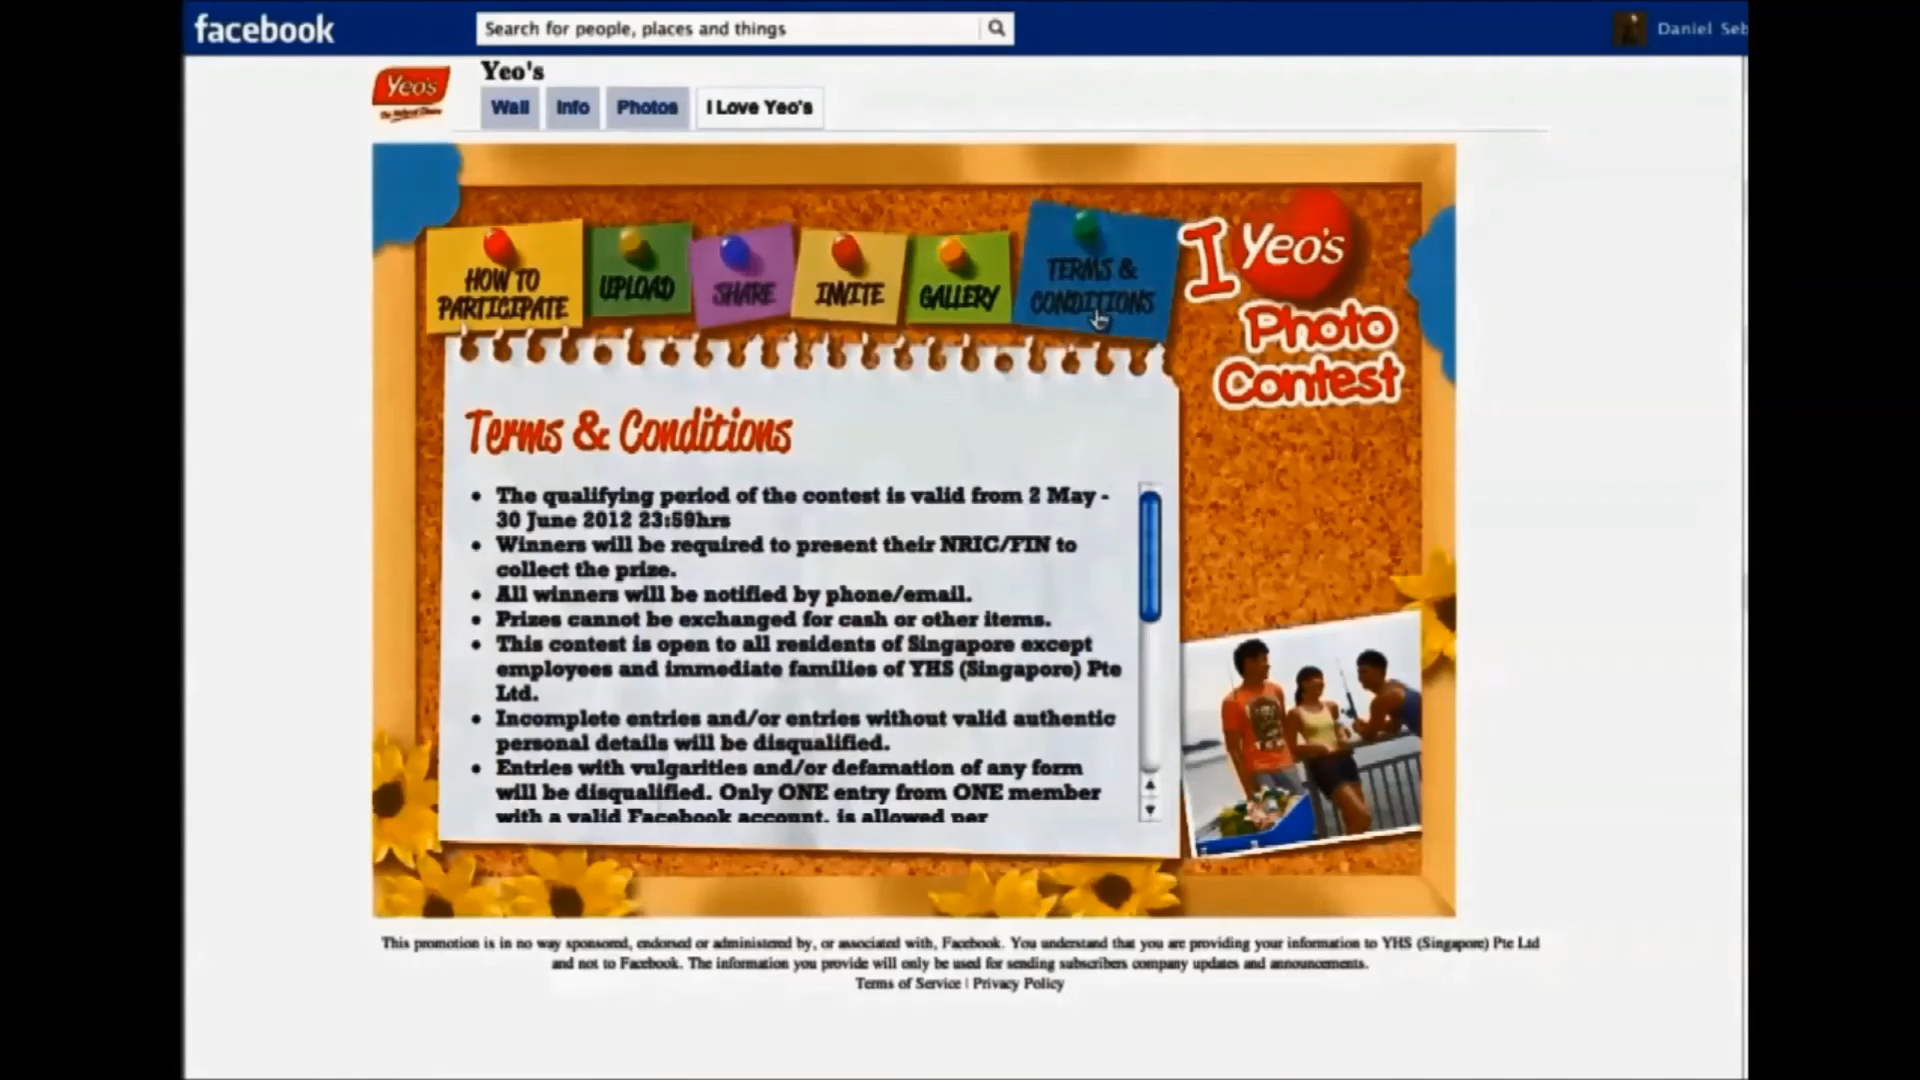 facebook
Search for people, places and things
Daniel Seb
Yeo's
Yeo's
Wall
Info
Photos
I Love Yeo's
HOW TO
PARTICIPATE
UPLOAD
SHARE
INVITE
GALLERY
TERMS &
CONDITIONS
I Yeo's
Photo
Contest
Terms & Conditions
• The qualifying period of the contest is valid from 2 May -
30 June 2012 23:59hrs
• Winners will be required to present their NRIC/FIN to
collect the prize.
• All winners will be notified by phone/email.
• Prizes cannot be exchanged for cash or other items.
• This contest is open to all residents of Singapore except
employees and immediate families of YHS (Singapore) Pte
Ltd.
• Incomplete entries and/or entries without valid authentic
personal details will be disqualified.
• Entries with vulgarities and/or defamation of any form
will be disqualified. Only ONE entry from ONE member
with a valid Facebook account, is allowed per
This promotion is in no way sponsored, endorsed or administered by, or associated with, Facebook. You understand that you are providing your information to YHS (Singapore) Pte Ltd
and not to Facebook. The information you provide will only be used for sending subscribers company updates and announcements.
Terms of Service | Privacy Policy